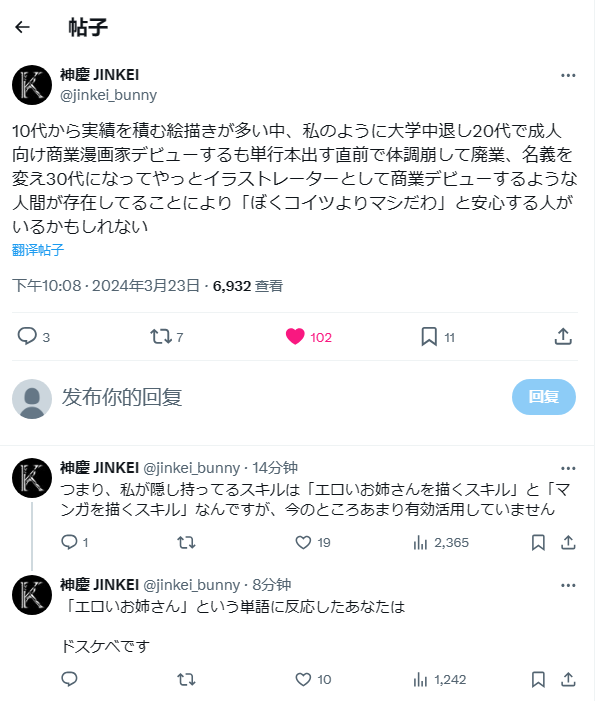 帖子
神慶 JINKEI
@jinkei_bunny
10代から実績を積む絵描きが多い中、私のように大学中退し20代で成人
向け商業漫画家デビューするも単行本出す直前で体調崩して廃業、名義を
変え30代になってやっとイラストレーターとして商業デビューするような
人間が存在してることにより「ぼくコイツよりマシだわ」と安心する人が
いるかもしれない
翻译帖子
下午10:08 · 2024年3月23日 · 6,932 查看
3 7 102 11
发布你的回复
回复
神慶 JINKEI @jinkei_bunny · 14分钟
つまり、私が隠し持ってるスキルは「エロいお姉さんを描くスキル」と「マ
ンガを描くスキル」なんですが、今のところあまり有効活用していません
1 19 2,365
神慶 JINKEI @jinkei_bunny · 8分钟
「エロいお姉さん」という単語に反応したあなたは
ドスケベです
10 1,242